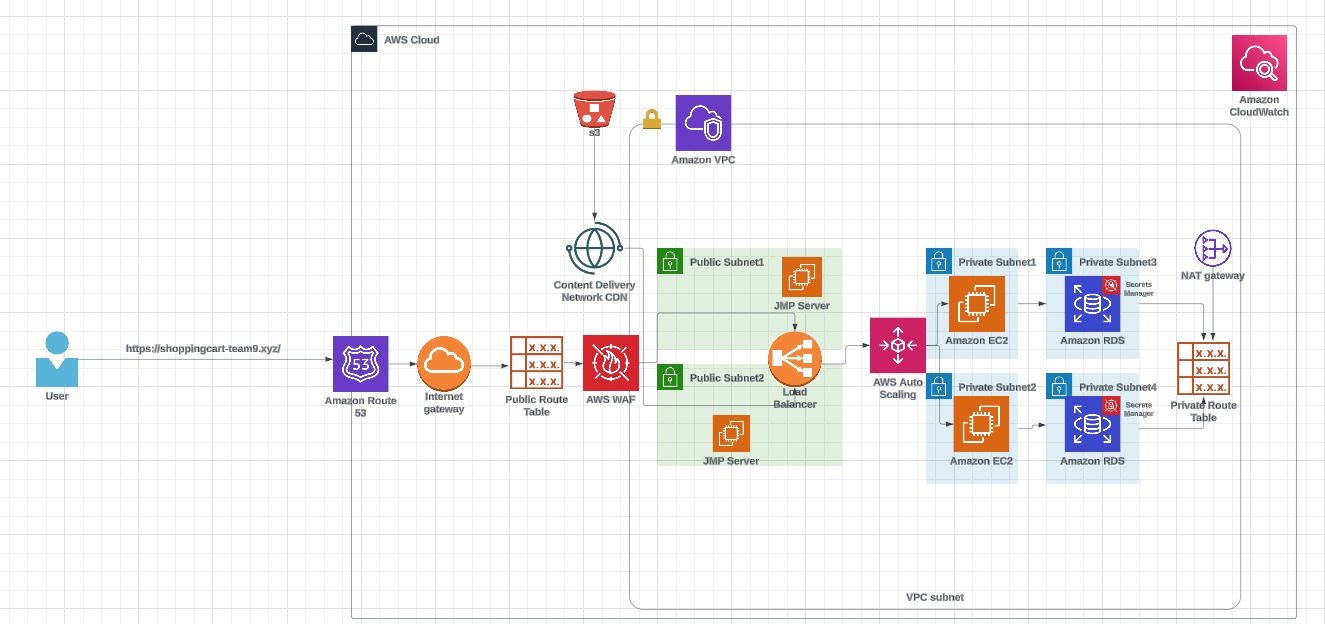 AWS Cloud
Amazon
CloudWatch
s3
Amazon VPC
Content Delivery
Network CDN
Public Subnet1
JMP Server
Private Subnet1
Amazon EC2
Private Subnet3
Secrets
Manager
Amazon RDS
NAT gateway
https://shoppingcart-team9.xyz/
User
53
Amazon Route
53
Internet
gateway
x.x.x.
x.x.x.
x.x.x.
Public Route
Table
AWS WAF
Public Subnet2
Load
Balancer
JMP Server
AWS Auto
Scaling
Private Subnet2
Amazon EC2
Private Subnet4
Secrets
Manager
Amazon RDS
x.x.x.
x.x.x.
x.x.x.
Private Route
Table
VPC subnet